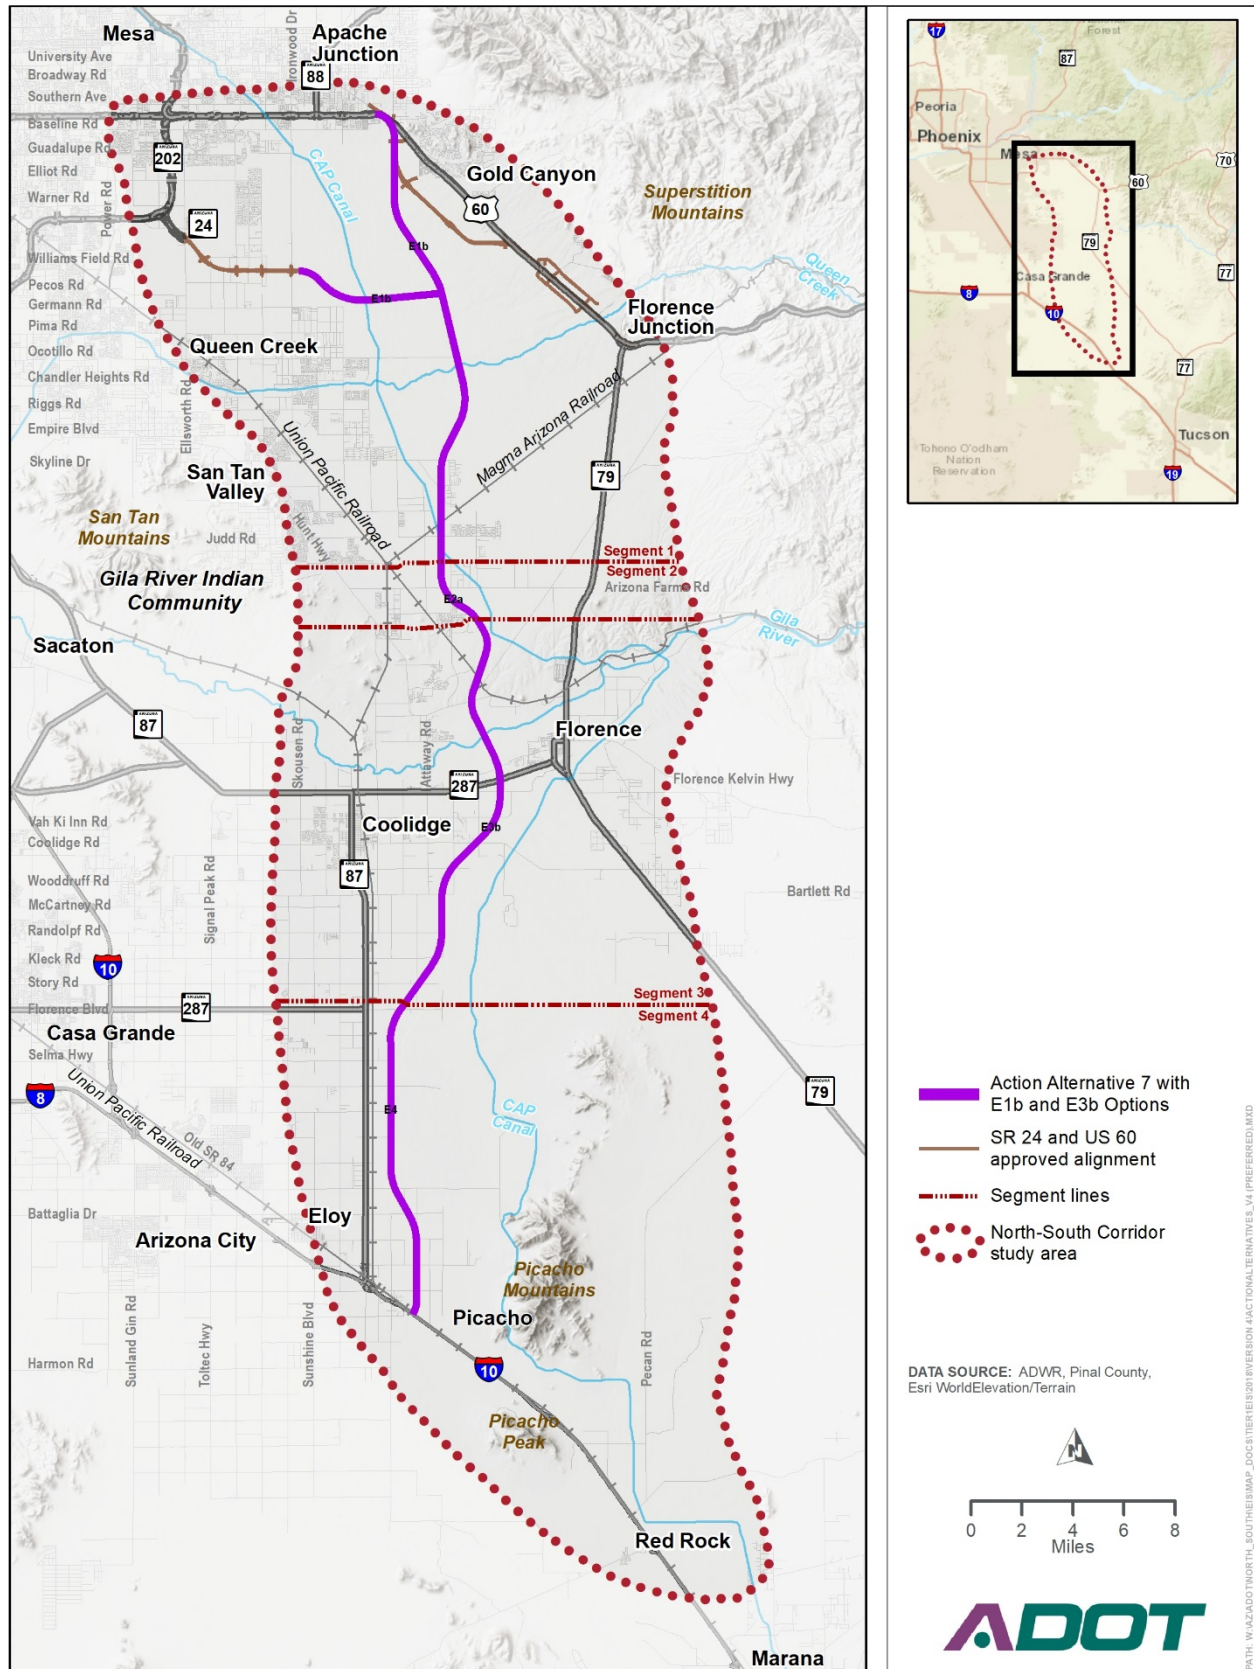 Mesa
Apache
Junction
Ironwood Dr
88
University Ave
Broadway Rd
Southern Ave
Baseline Rd
Guadalupe Rd
Elliot Rd
Warner Rd
Power Rd
ARIZONA
202
ARIZONA
24
CAP Canal
Gold Canyon
60
Superstition
Mountains
E1b
E1b
Williams Field Rd
Pecos Rd
Germann Rd
Pima Rd
Ocotillo Rd
Chandler Heights Rd
Riggs Rd
Empire Blvd
Skyline Dr
Queen
Creek
Florence
Junction
Queen Creek
Ellsworth Rd
Union Pacific Railroad
Magma Arizona Railroad
ARIZONA
79
San Tan
Valley
San Tan
Mountains
Judd Rd
Hunt Hwy
Gila River Indian
Community
Segment 1
Segment 2
Arizona Farms Rd
E2a
Gila
River
Sacaton
ARIZONA
87
Skousen Rd
Attaway Rd
Florence
ARIZONA
287
Florence Kelvin Hwy
Vah Ki Inn Rd
Coolidge Rd
Coolidge
E3b
ARIZONA
87
Wooddruff Rd
McCartney Rd
Randolpf Rd
Kleck Rd
Story Rd
Florence Blvd
Signal Peak Rd
Bartlett Rd
10
ARIZONA
287
Segment 3
Segment 4
Casa Grande
Selma Hwy
8
Union Pacific Railroad
Old SR 84
E4
CAP
Canal
ARIZONA
79
Battaglia Dr
Arizona City
Eloy
Picacho
Mountains
Picacho
Harmon Rd
Sunland Gin Rd
Toltec Hwy
Sunshine Blvd
Pecan Rd
10
Picacho
Peak
Red Rock
Marana
17
Forest
87
Peoria
Phoenix
Mesa
70
60
79
77
Casa Grande
8
10
77
Tucson
Tohono O'odham
Nation
Reservation
19
Action Alternative 7 with
E1b and E3b Options
SR 24 and US 60
approved alignment
Segment lines
North-South Corridor
study area
DATA SOURCE: ADWR, Pinal County,
Esri WorldElevation/Terrain
N
0 2 4 6 8
Miles
ADOT